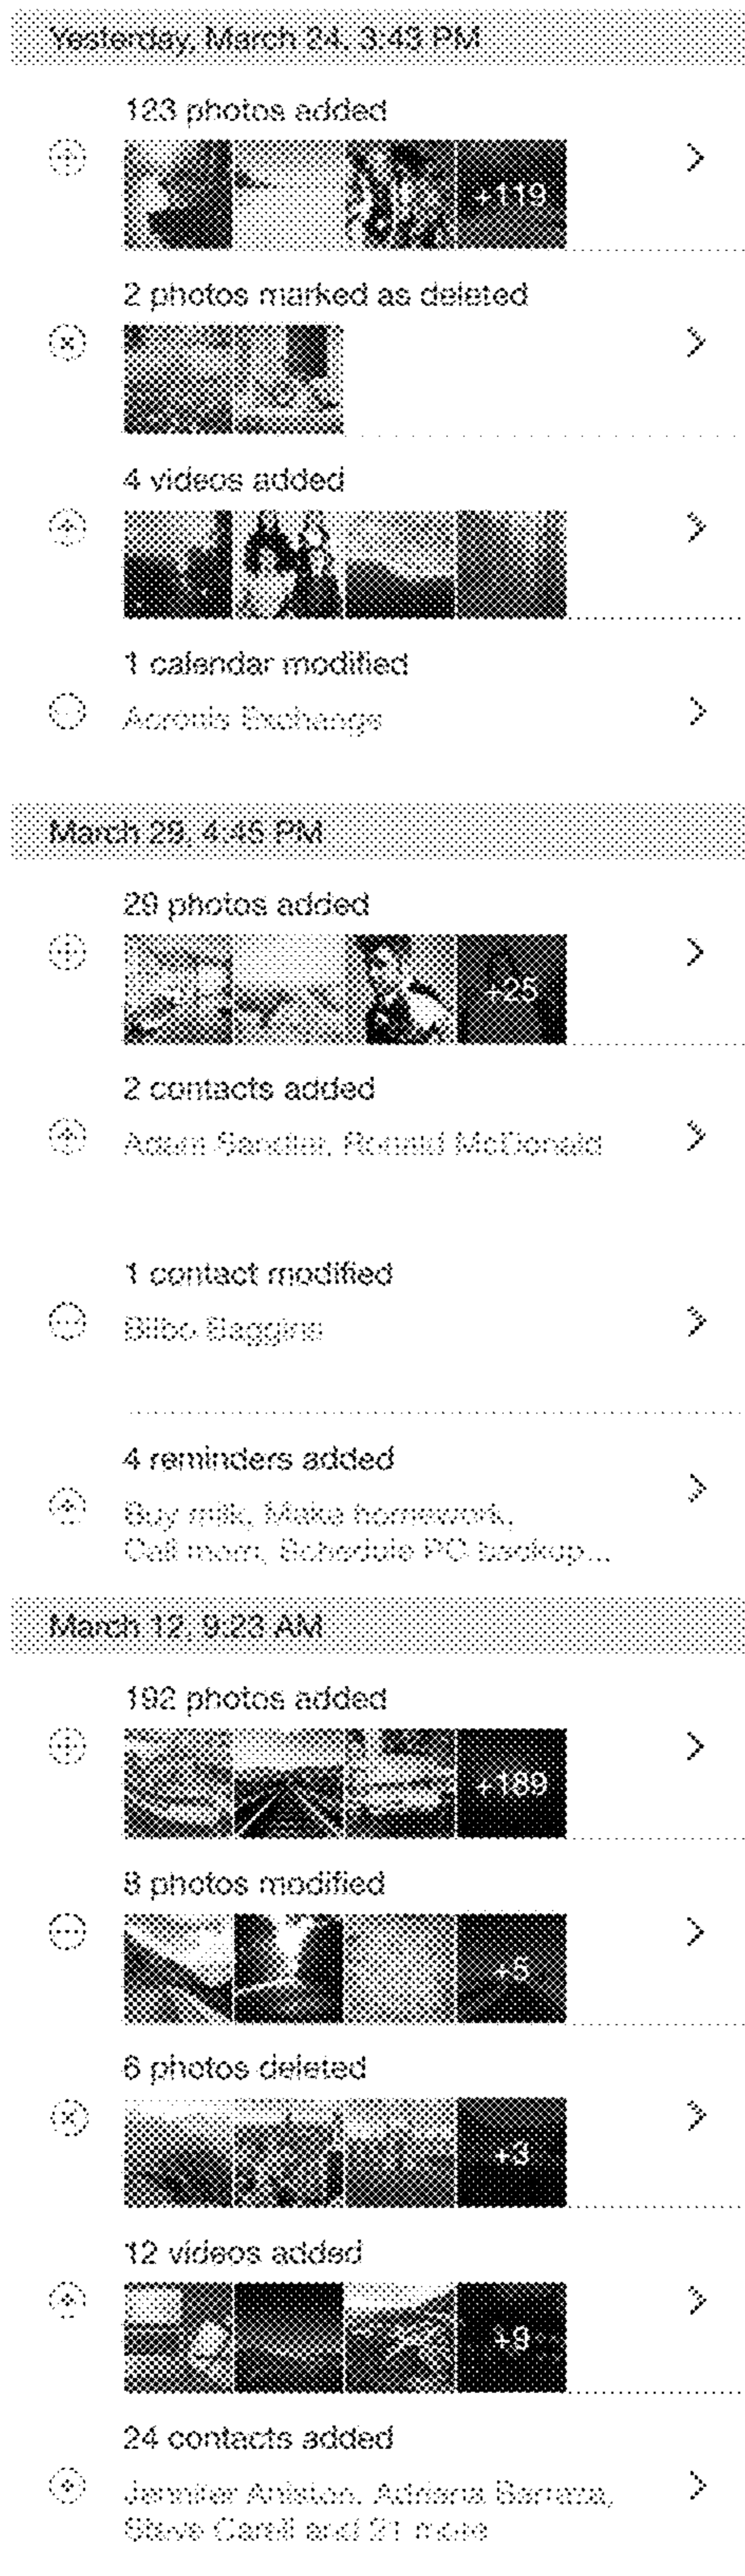 Yesterday, March 24, 3:43 PM
123 photos added
+119
2 photos marked as deleted
4 videos added
1 calendar modified
Acronis Exchange
March 29, 4:45 PM
29 photos added
+25
2 contacts added
Adam Sandler, Ronald McDonald
1 contact modified
Bilbo Baggins
4 reminders added
Buy milk, Make homework,
Call mom, Schedule PC backup...
March 12, 9:23 AM
192 photos added
+189
8 photos modified
+5
6 photos deleted
+3
12 videos added
+9
24 contacts added
Jennifer Aniston, Adriana Barraza,
Steve Carell and 21 more